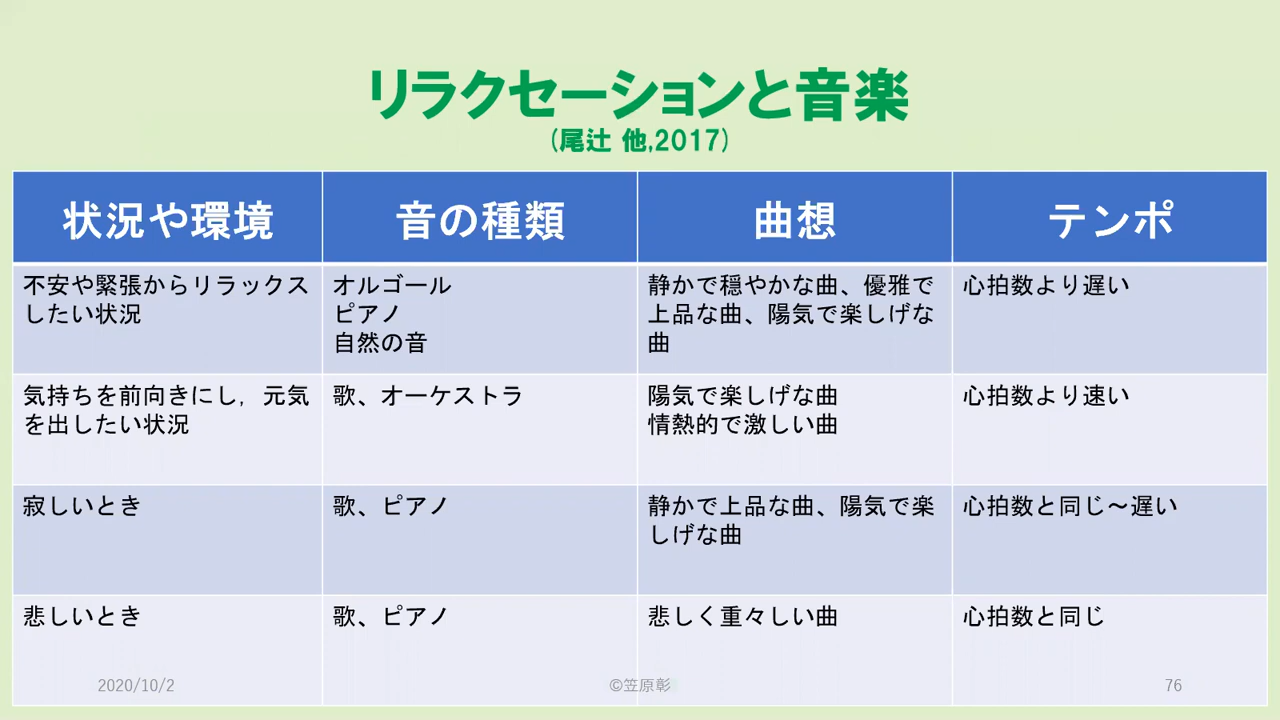 リラクセーションと音楽
(尾辻 他,2017)
状況や環境
音の種類
曲想
テンポ
不安や緊張からリラックス
したい状況
オルゴール
ピアノ
自然の音
静かで穏やかな曲、優雅で
上品な曲、陽気で楽しげな
曲
心拍数より遅い
気持ちを前向きにし，元気
を出したい状況
歌、オーケストラ
陽気で楽しげな曲
情熱的で激しい曲
心拍数より速い
寂しいとき
歌、ピアノ
静かで上品な曲、陽気で楽
しげな曲
心拍数と同じ～遅い
悲しいとき
歌、ピアノ
悲しく重々しい曲
心拍数と同じ
2020/10/2
©笠原彰
76